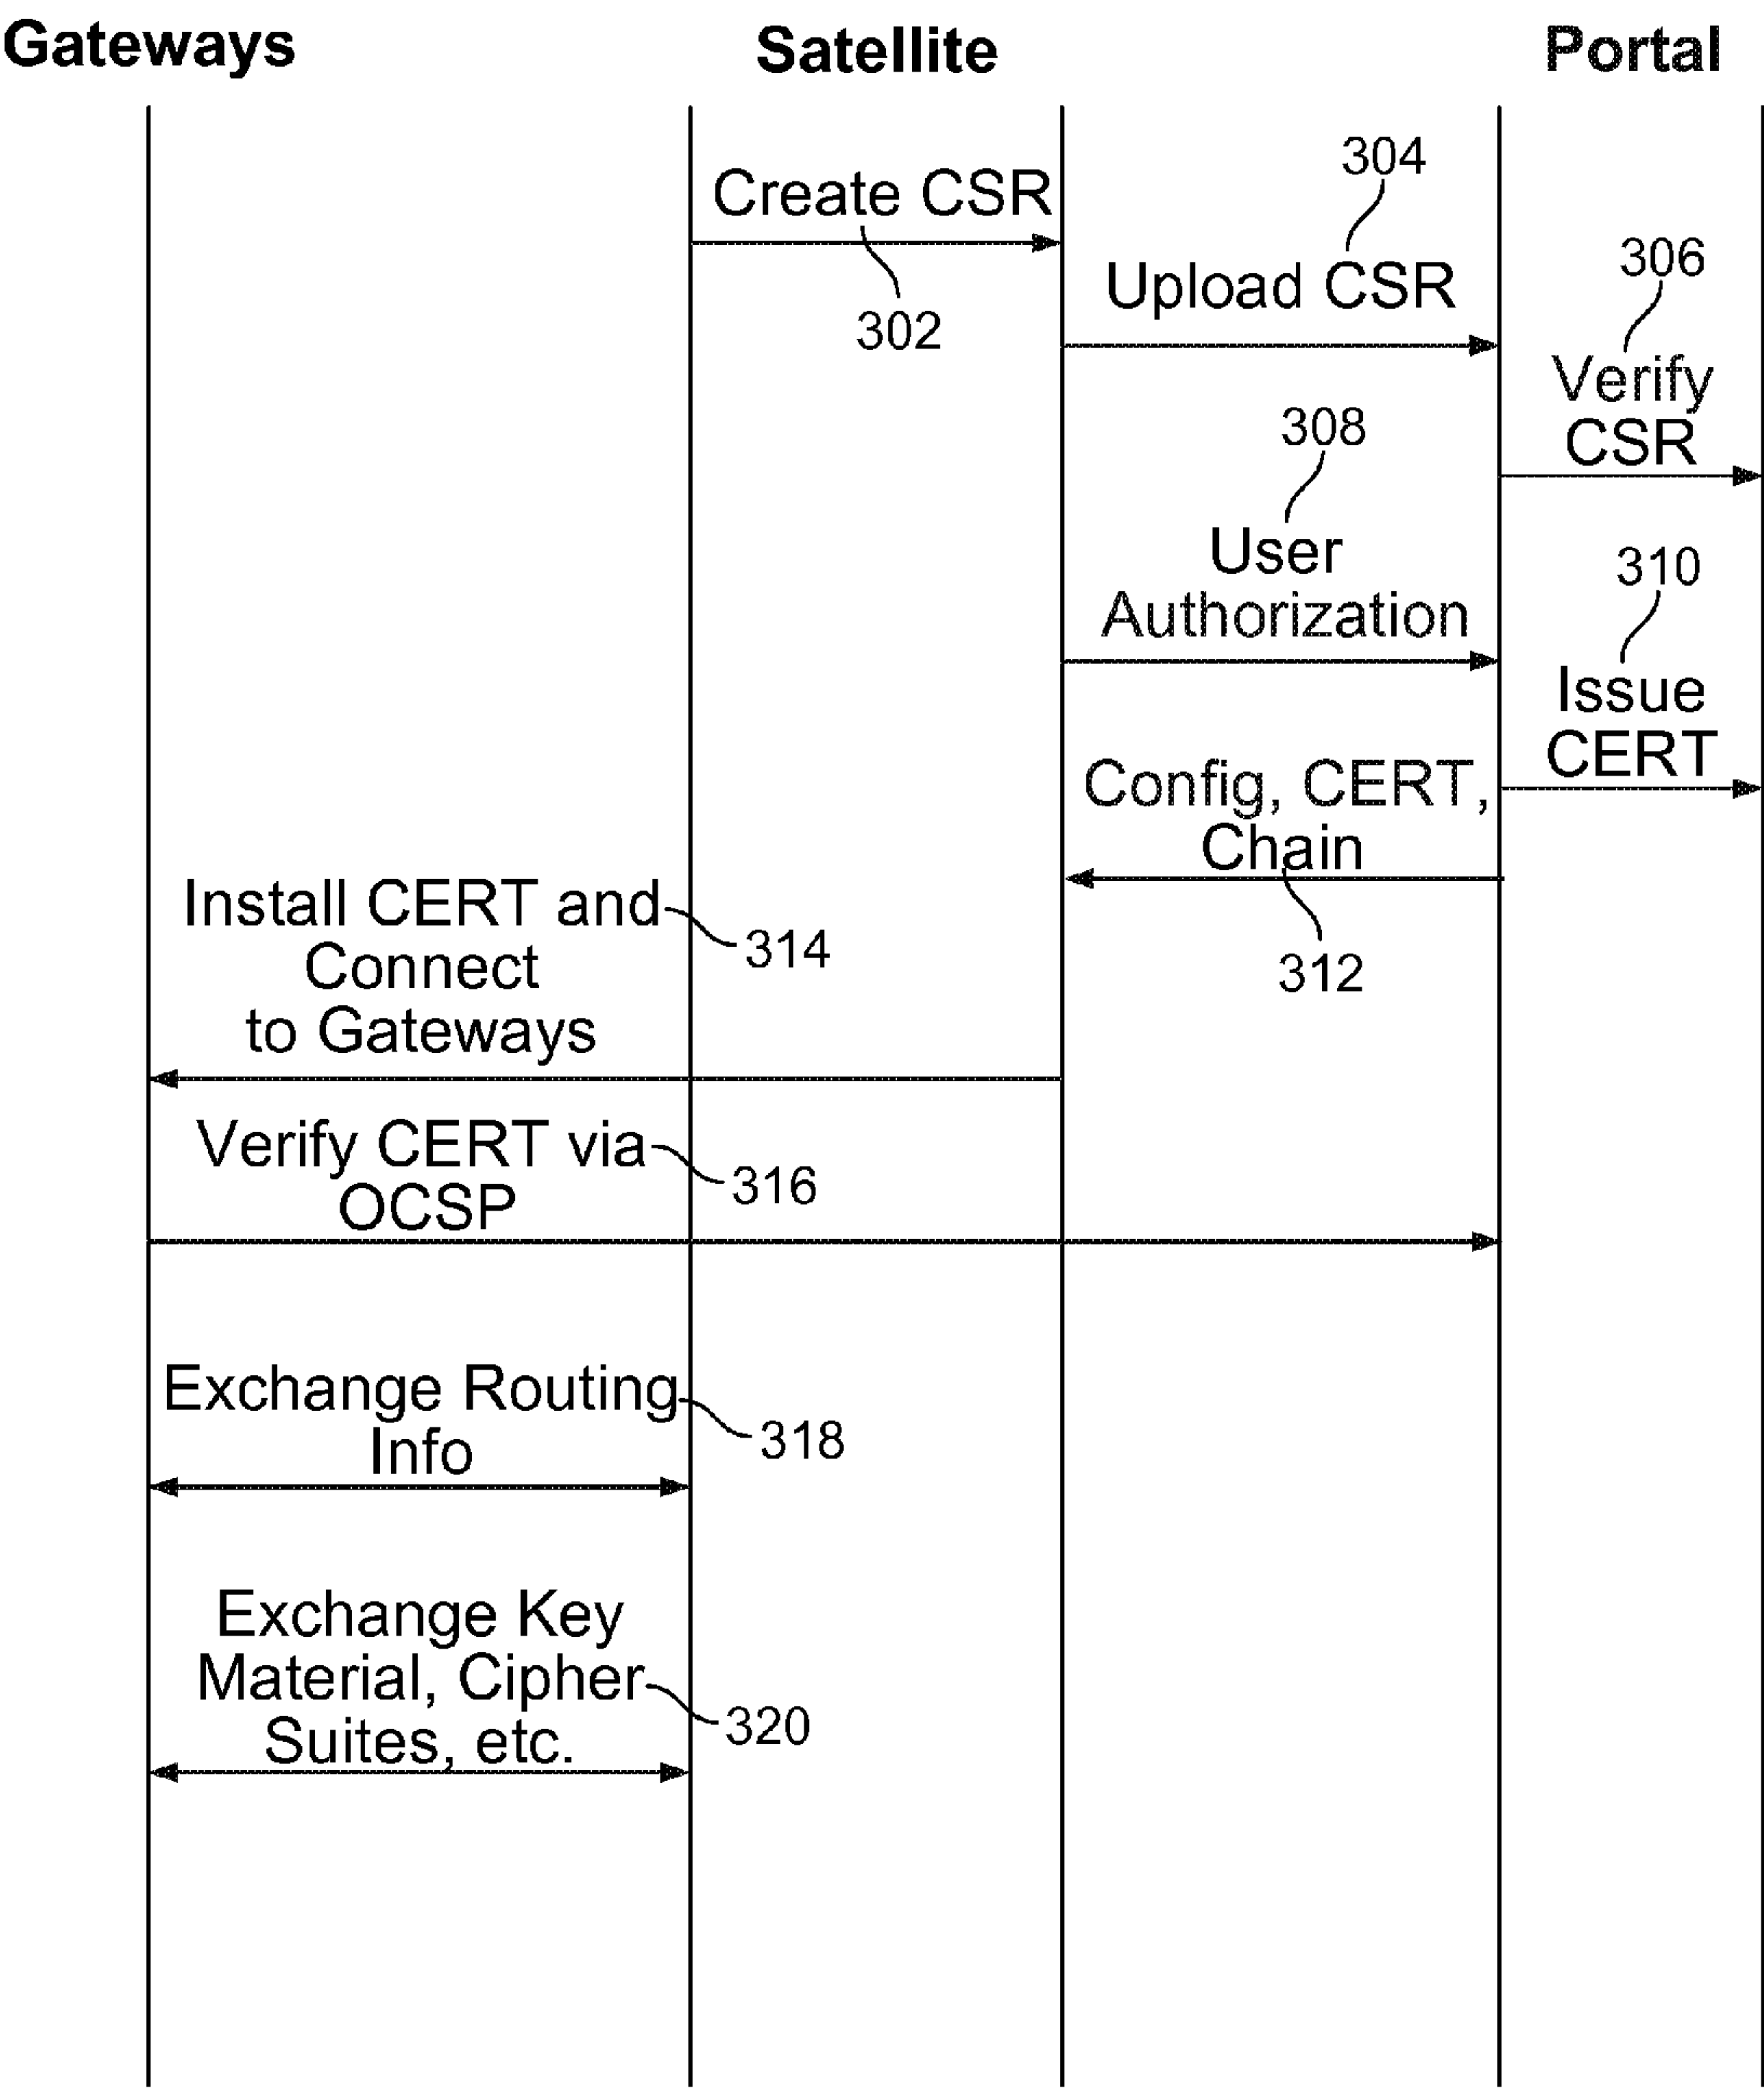 Gateways
Satellite
Portal
Create CSR
302
304
Upload CSR
306
Verify
CSR
308
User
Authorization
310
Issue
CERT
Config, CERT,
Chain
312
Install CERT and
Connect
to Gateways
314
Verify CERT via
OCSP
316
Exchange Routing
Info
318
Exchange Key
Material, Cipher
Suites, etc.
320